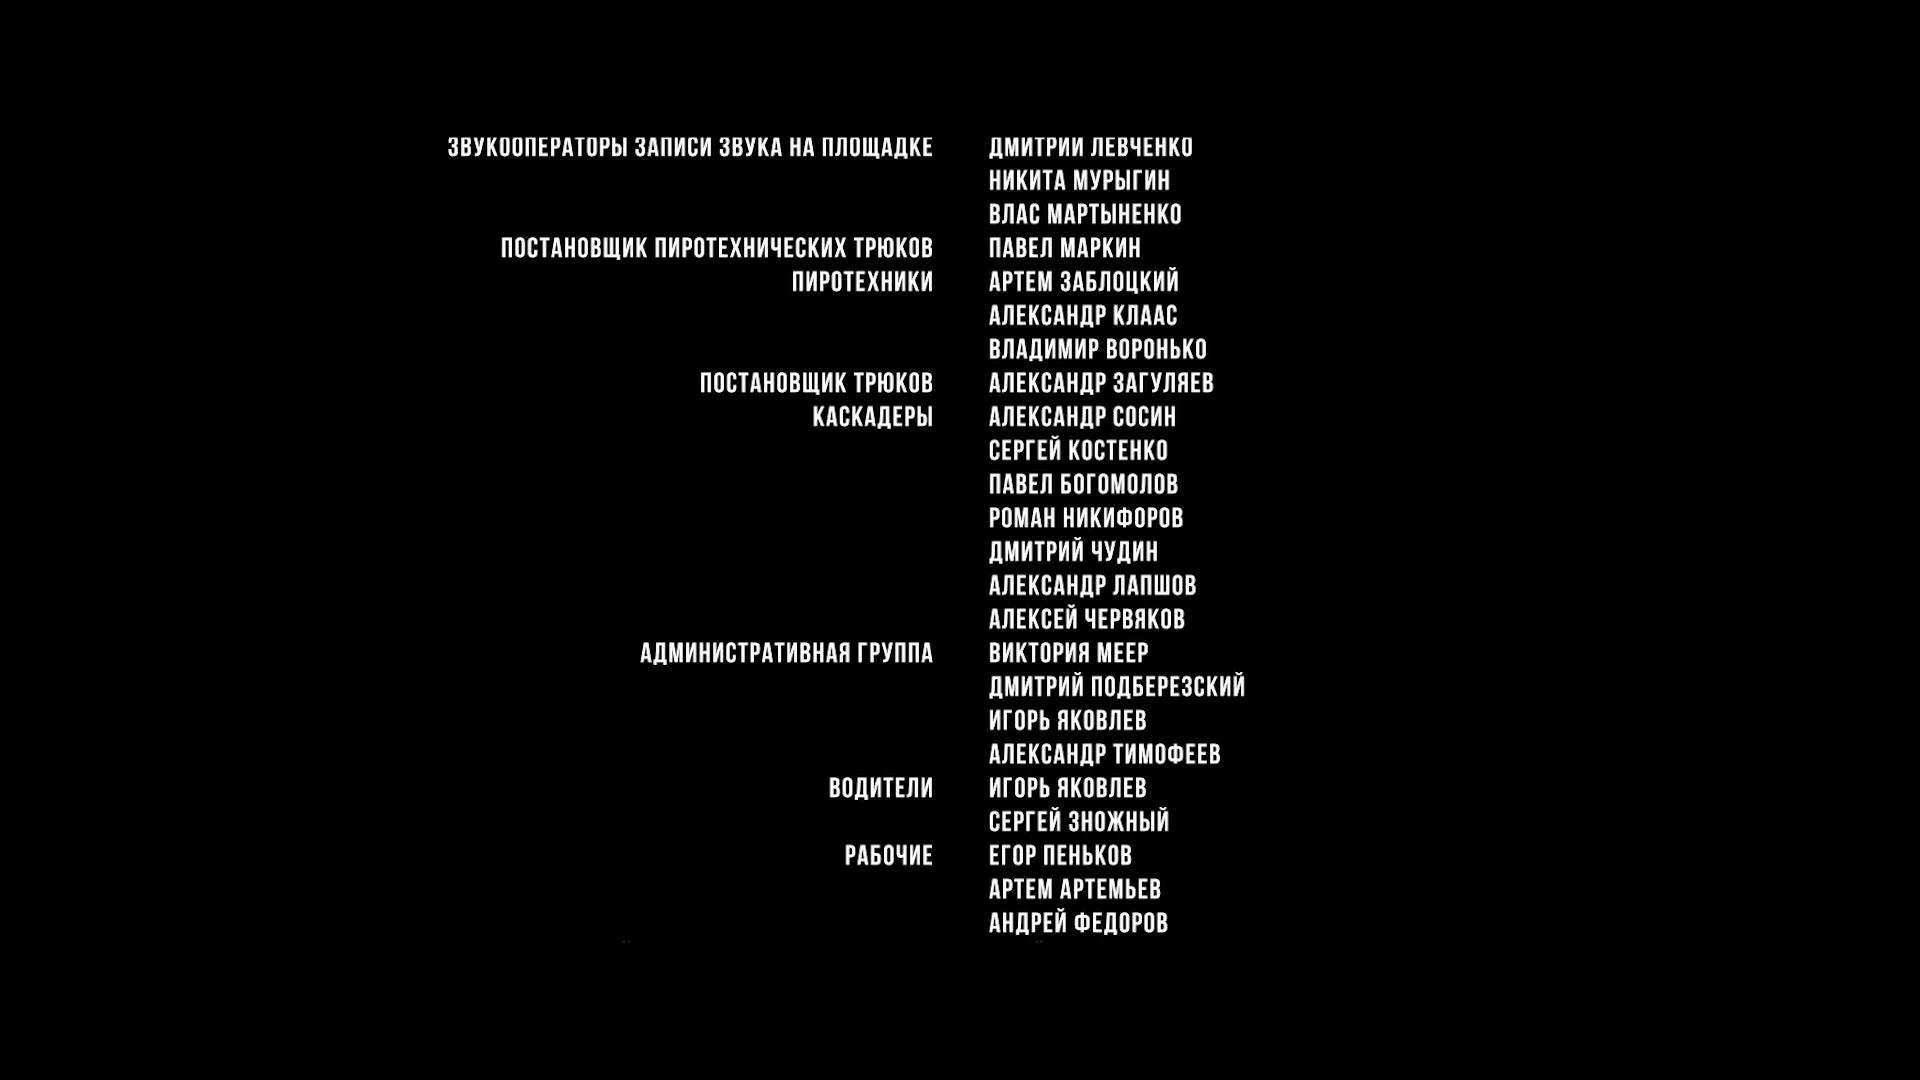 ЗВУКООПЕРАТОРЫ ЗАПИСИ ЗВУКА НА ПЛОЩАДКЕ ДМИТРИЙ ЛЕВЧЕНКО
НИКИТА МУРЫГИН
ВЛАС МАРТЫНЕНКО
ПОСТАНОВЩИК ПИРОТЕХНИЧЕСКИХ ТРЮКОВ ПАВЕЛ МАРКИН
ПИРОТЕХНИКИ АРТЕМ ЗАБЛОЦКИЙ
АЛЕКСАНДР КЛААС
ВЛАДИМИР ВОРОНЬКО
ПОСТАНОВЩИК ТРЮКОВ АЛЕКСАНДР ЗАГУЛЯЕВ
КАСКАДЕРЫ АЛЕКСАНДР СОСИН
СЕРГЕЙ КОСТЕНКО
ПАВЕЛ БОГОМОЛОВ
РОМАН НИКИФОРОВ
ДМИТРИЙ ЧУДИН
АЛЕКСАНДР ЛАПШОВ
АЛЕКСЕЙ ЧЕРВЯКОВ
АДМИНИСТРАТИВНАЯ ГРУППА ВИКТОРИЯ МЕЕР
ДМИТРИЙ ПОДБЕРЕЗСКИЙ
ИГОРЬ ЯКОВЛЕВ
АЛЕКСАНДР ТИМОФЕЕВ
ВОДИТЕЛИ ИГОРЬ ЯКОВЛЕВ
СЕРГЕЙ ЗНОЖНЫЙ
РАБОЧИЕ ЕГОР ПЕНЬКОВ
АРТЕМ АРТЕМЬЕВ
АНДРЕЙ ФЕДОРОВ